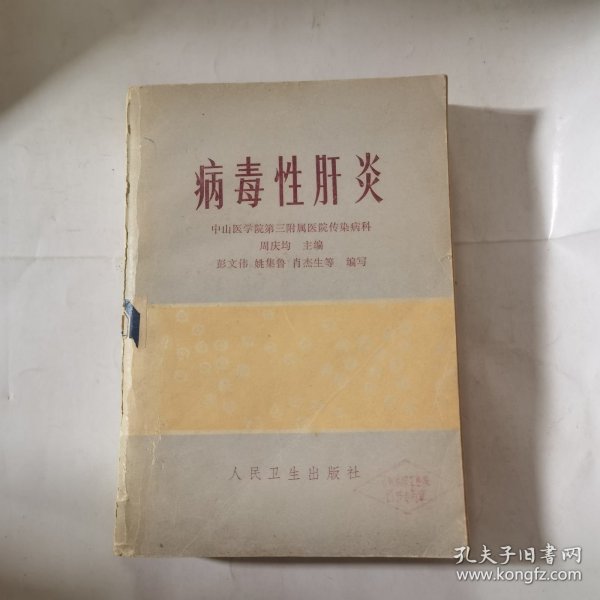 病毒性肝炎
中山医学院第三附属医院传染病科
周庆均 主编
彭文伟 姚集鲁 肖杰生等 编写
人民卫生出版社
孔夫子旧书网
www.kongfz.com